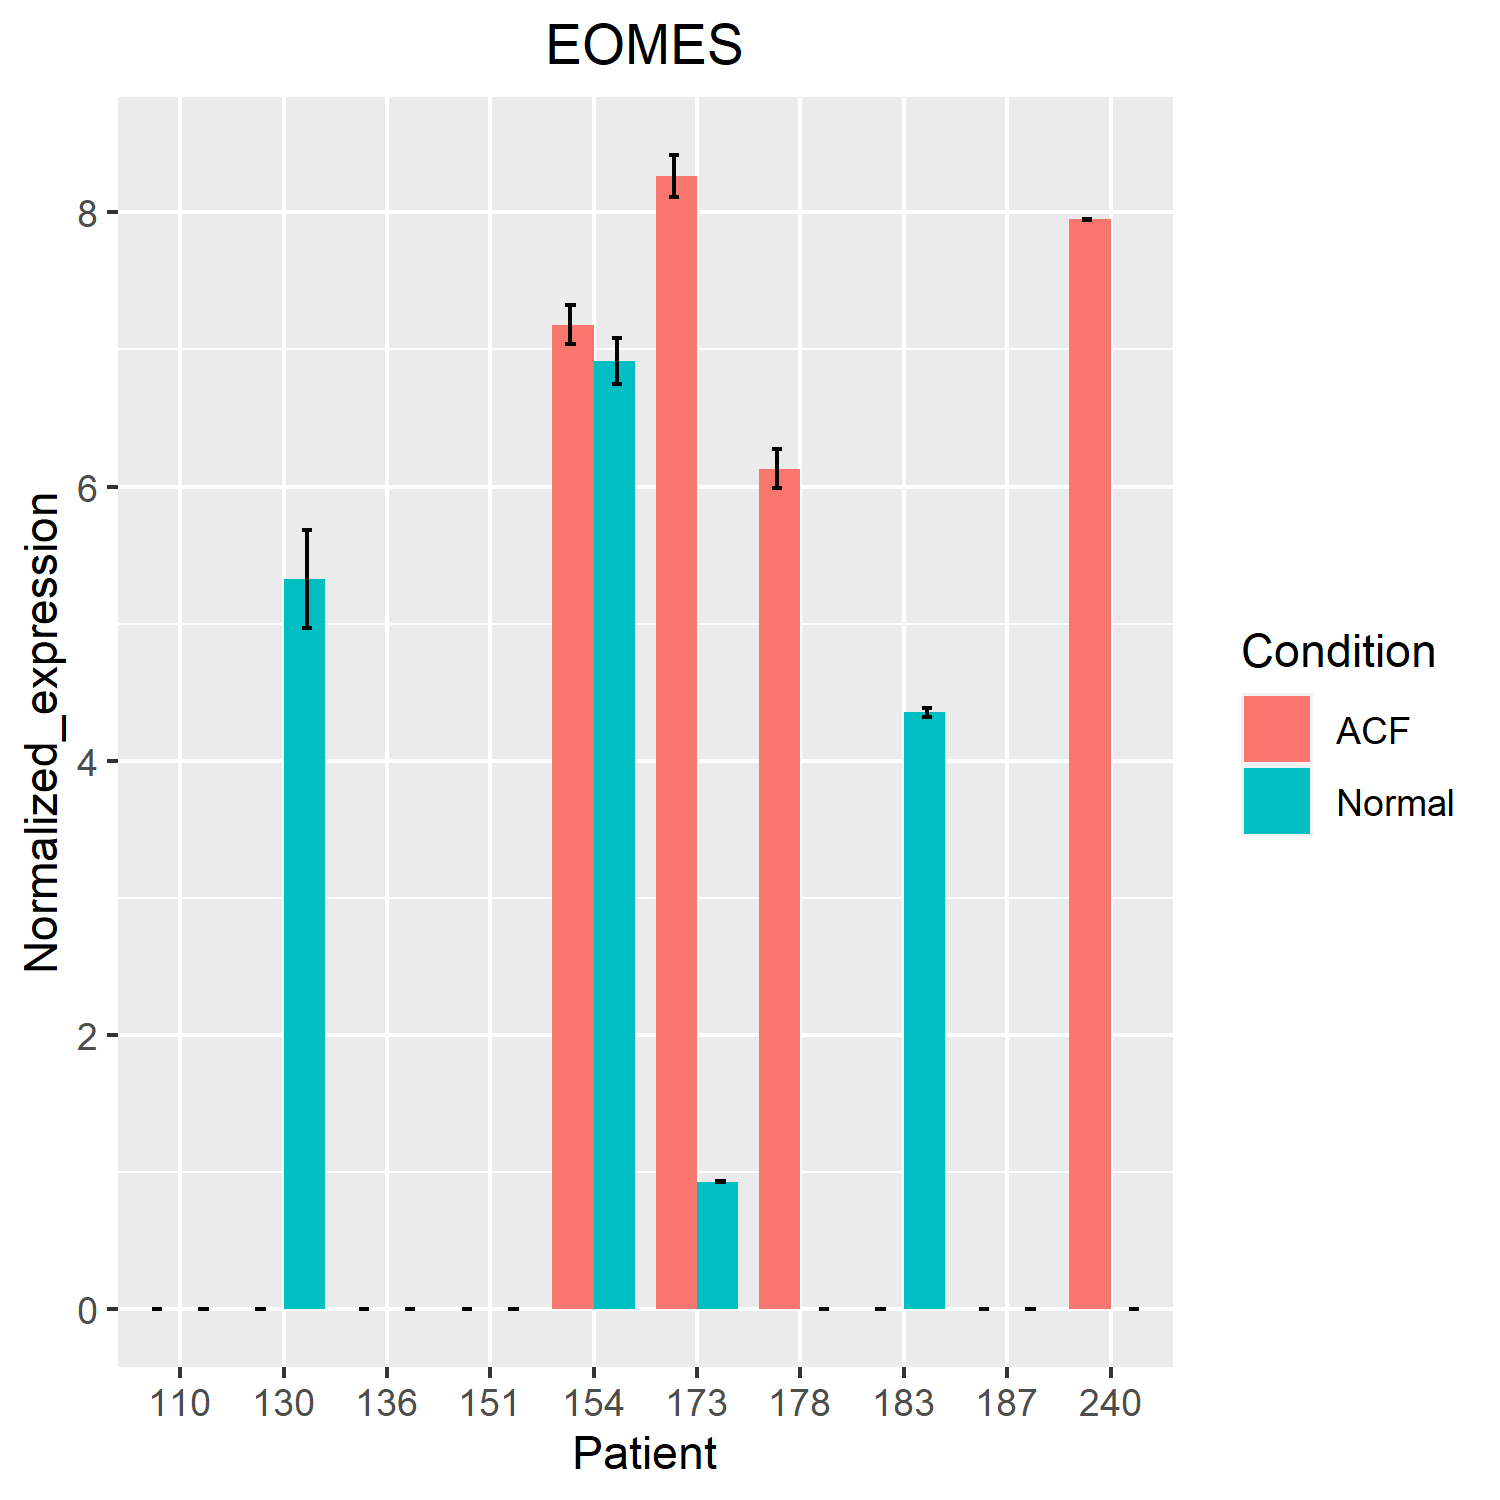 EOMES
Normalized_expression
8
6
4
2
0
110 130 136 151 154 173 178 183 187 240
Patient
Condition
ACF
Normal